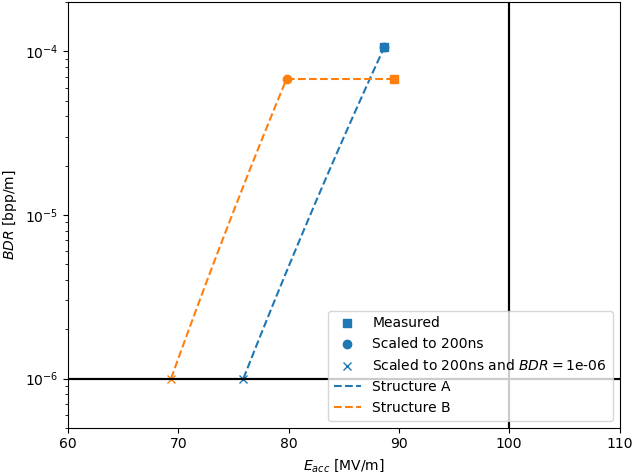 10⁻⁴
10⁻⁵
10⁻⁶
BDR [bpp/m]
Measured
Scaled to 200ns
Scaled to 200ns and BDR = 1e-06
Structure A
Structure B
60 70 80 90 100 110
E_acc [MV/m]